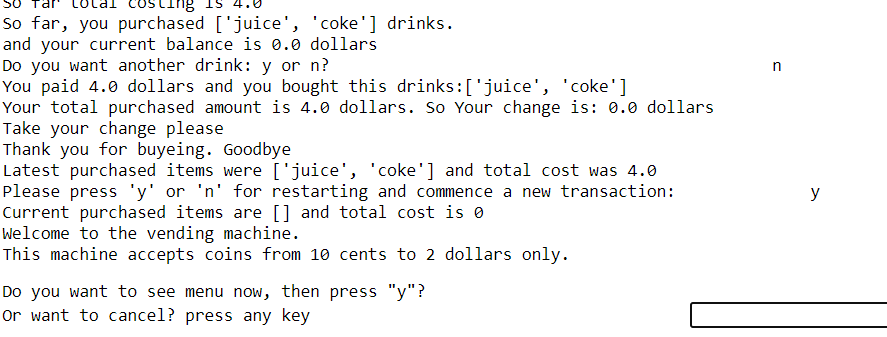 So far total costing is 4.0
So far, you purchased ['juice', 'coke'] drinks.
and your current balance is 0.0 dollars
Do you want another drink: y or n? n
You paid 4.0 dollars and you bought this drinks:['juice', 'coke']
Your total purchased amount is 4.0 dollars. So Your change is: 0.0 dollars
Take your change please
Thank you for buyeing. Goodbye
Latest purchased items were ['juice', 'coke'] and total cost was 4.0
Please press 'y' or 'n' for restarting and commence a new transaction: y
Current purchased items are [] and total cost is 0
Welcome to the vending machine.
This machine accepts coins from 10 cents to 2 dollars only.
Do you want to see menu now, then press "y"?
Or want to cancel? press any key